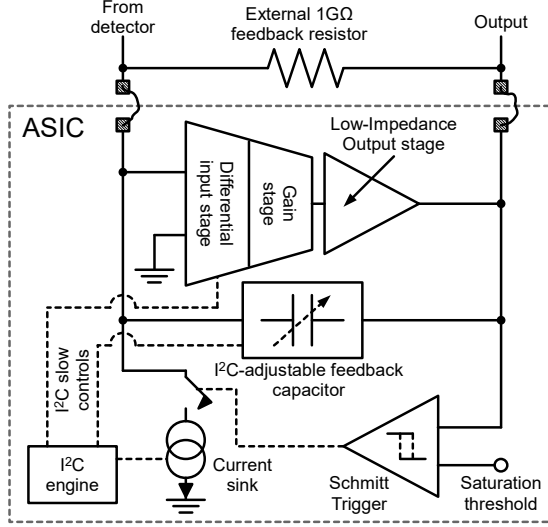 From
detector
External 1GΩ
feedback resistor
Output
ASIC
Low-Impedance
Output stage
Differential
input stage
Gain
stage
I²C-adjustable feedback
capacitor
I²C slow
controls
I²C
engine
Current
sink
Schmitt
Trigger
Saturation
threshold